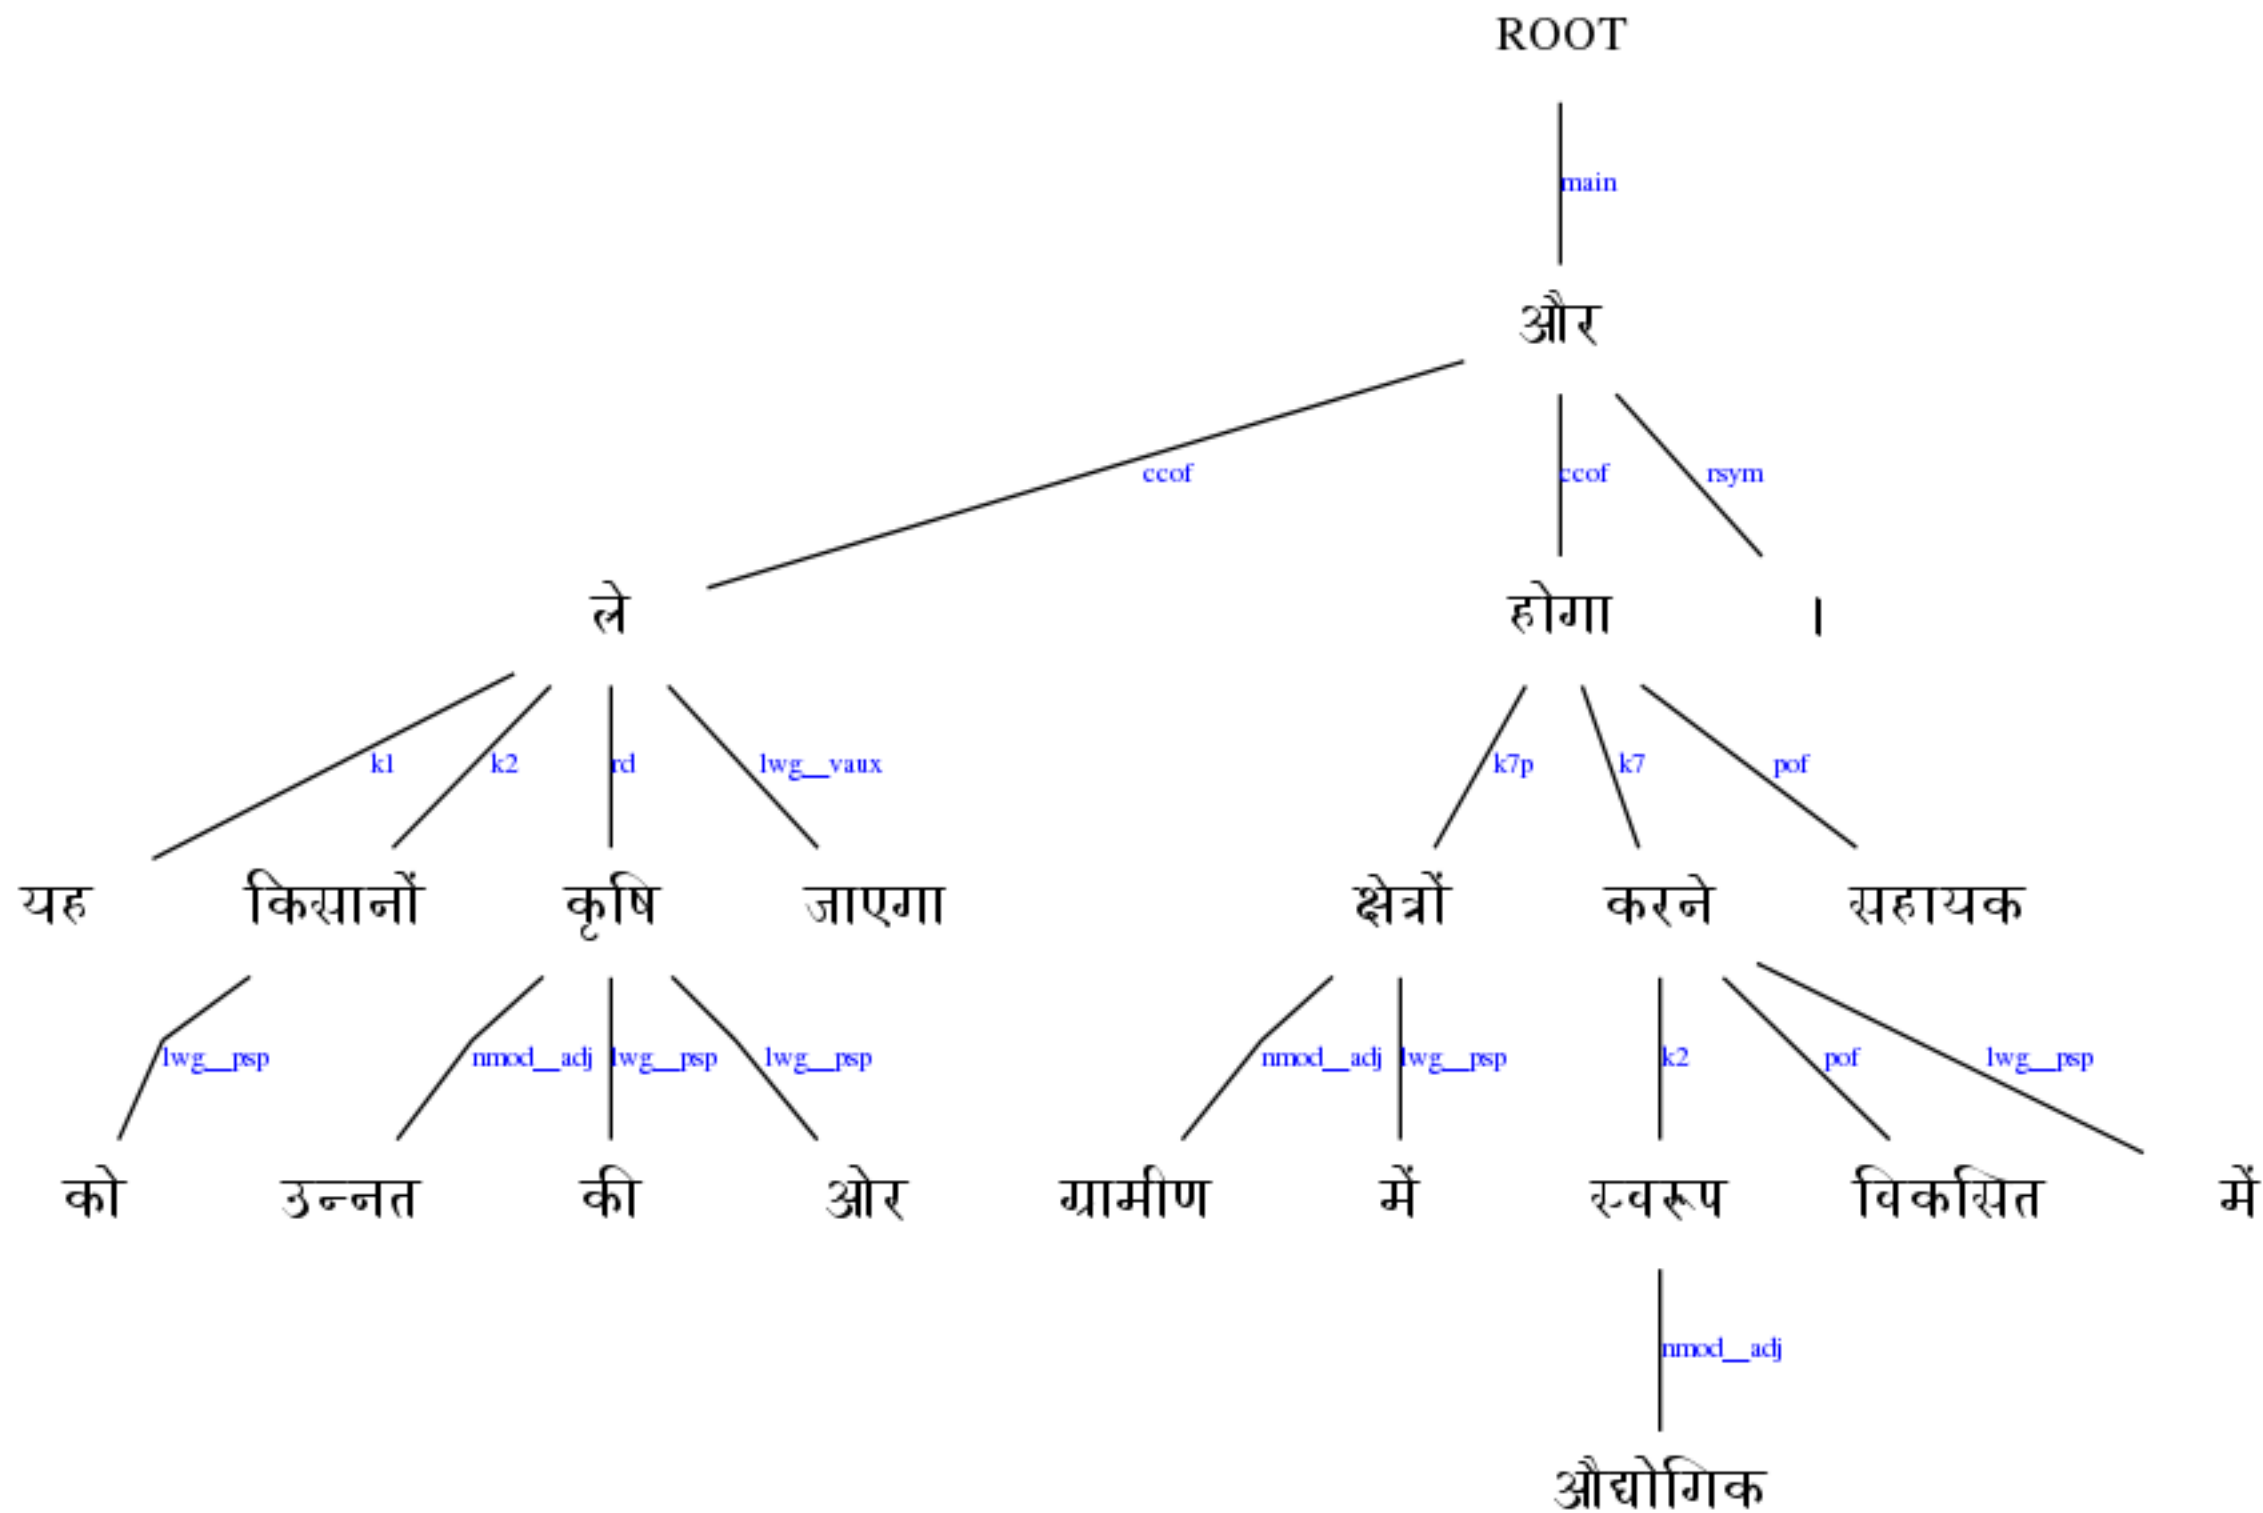 ROOT
main
और
ccof ccof rsym
ले होगा ।
k1 k2 rd lwg__vaux k7p k7 pof
यह किसानों कृषि जाएगा क्षेत्रों करने सहायक
lwg__psp nmod__adj lwg__psp lwg__psp nmod__adj lwg__psp k2 pof lwg__psp
को उन्नत की ओर ग्रामीण में स्वरूप विकसित में
nmod__adj
औद्योगिक